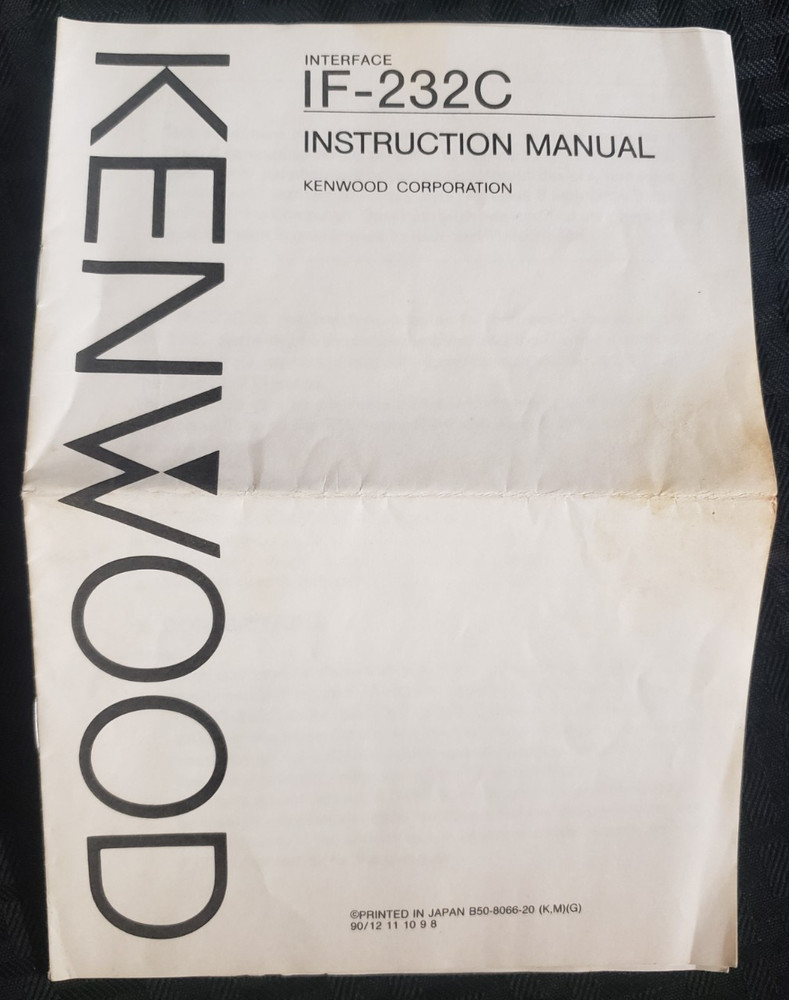 KENWOOD
INTERFACE
IF-232C
INSTRUCTION MANUAL
KENWOOD CORPORATION
©PRINTED IN JAPAN B50-8066-20 (K,M)(G)
90/12 11 10 9 8